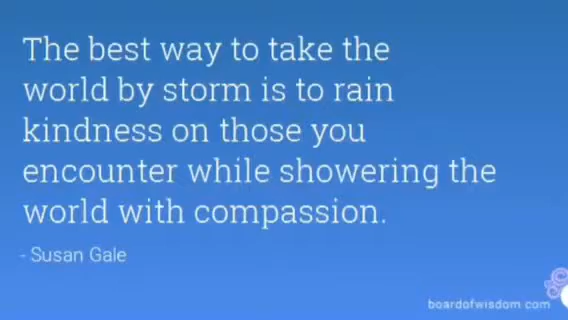 The best way to take the
world by storm is to rain
kindness on those you
encounter while showering the
world with compassion.
- Susan Gale
boardofwisdom com